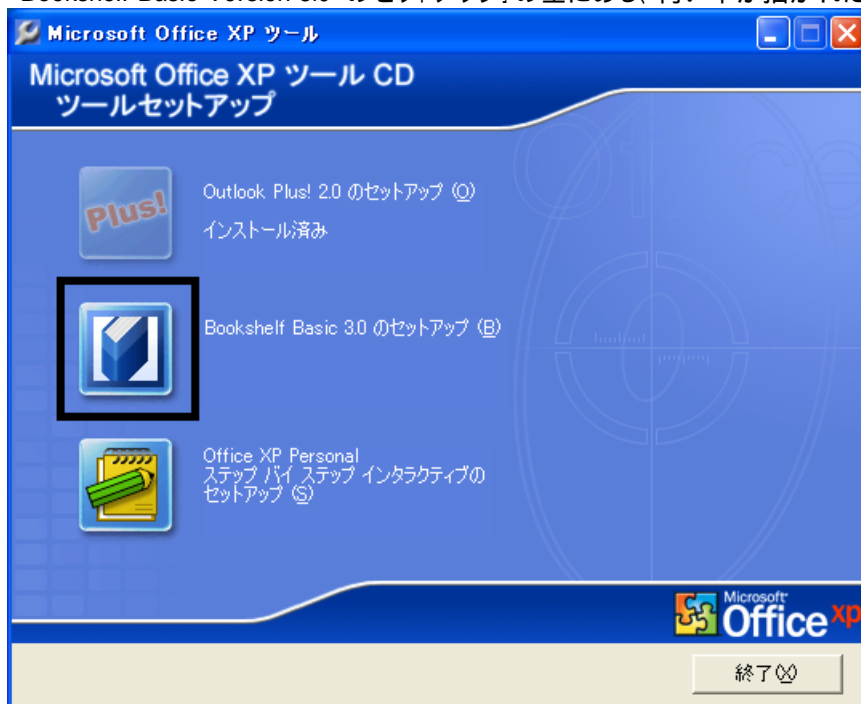 Microsoft Office XP ツール
Microsoft Office XP ツール CD
ツールセットアップ
Office
Plus!
Outlook Plus! 2.0 のセットアップ (O)
インストール済み
Bookshelf Basic 3.0 のセットアップ (B)
Office XP Personal
ステップ バイ ステップ インタラクティブの
セットアップ (S)
Microsoft
Office xp
終了(X)